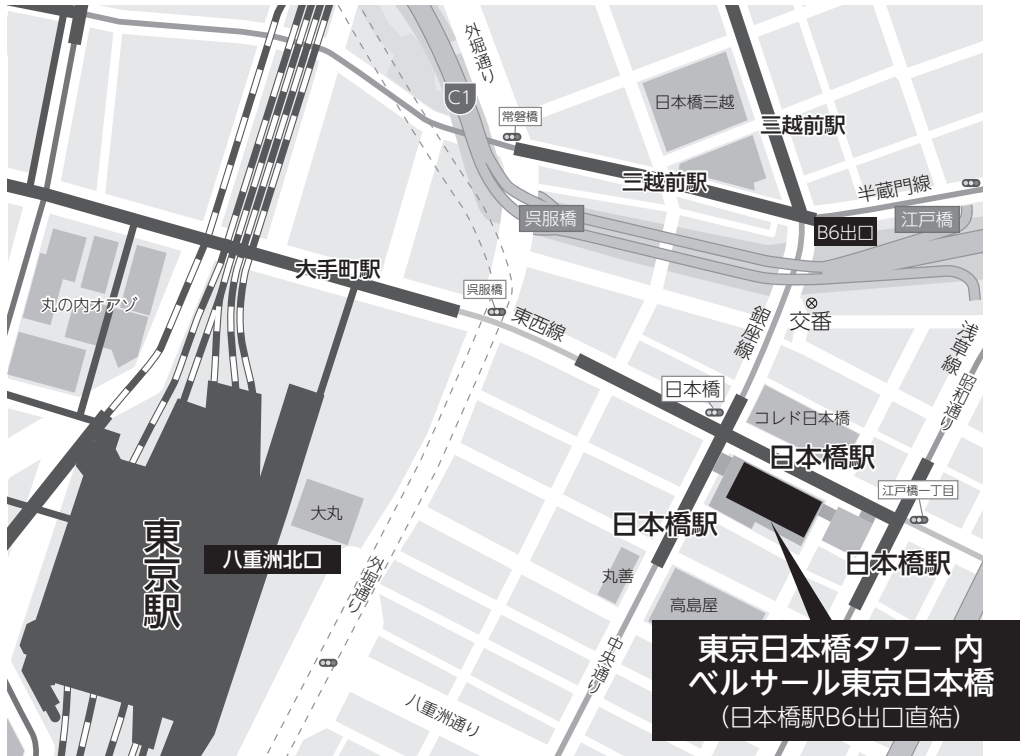 外堀通り
C1
常磐橋
日本橋三越
三越前駅
三越前駅
半蔵門線
呉服橋
B6出口
江戸橋
大手町駅
丸の内オアゾ
呉服橋
東西線
銀座線
交番
浅草線
昭和通り
日本橋
コレド日本橋
日本橋駅
江戸橋一丁目
大丸
日本橋駅
東京駅
八重洲北口
日本橋駅
外堀通り
丸善
高島屋
中央通り
八重洲通り
東京日本橋タワー 内
ベルサール東京日本橋
(日本橋駅B6出口直結)